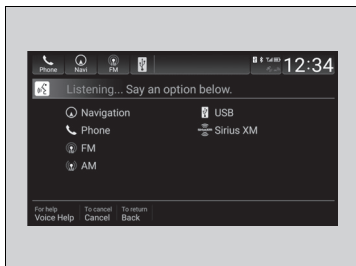 Phone Navi FM 12:34
Listening... Say an option below.
Navigation
Phone
FM
AM
USB
Sirius XM
For help To cancel To return
Voice Help Cancel Back